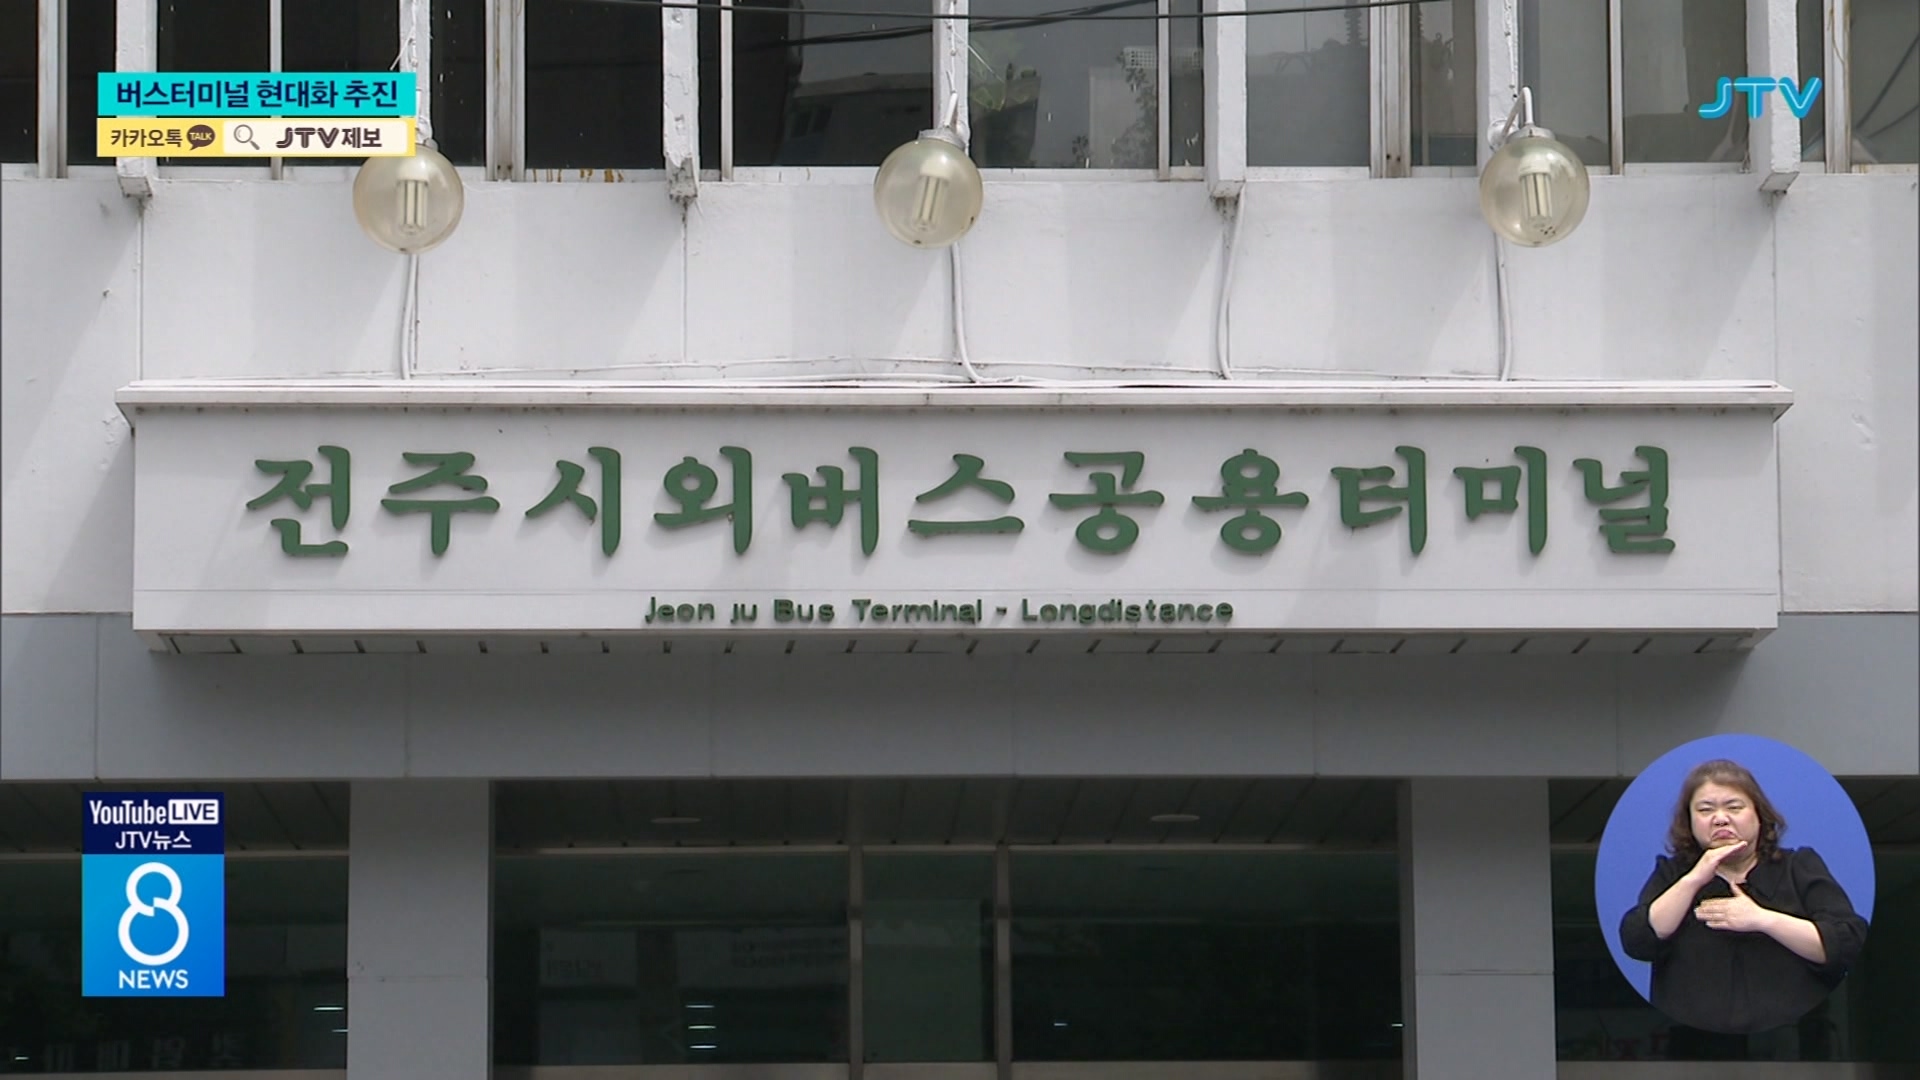 버스터미널 현대화 추진
카카오톡 TALK JTV제보
JTV
전주시외버스공용터미널
Jeon ju Bus Terminal - Longdistance
YouTube LIVE
JTV뉴스
8
NEWS